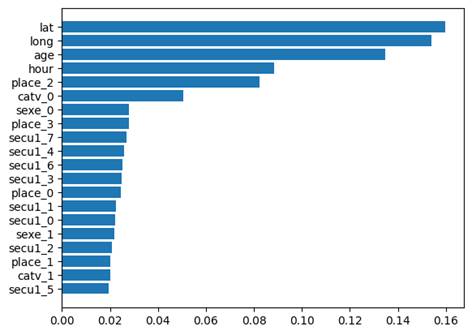 lat
long
age
hour
place_2
catv_0
sexe_0
place_3
secu1_7
secu1_4
secu1_6
secu1_3
place_0
secu1_1
secu1_0
sexe_1
secu1_2
place_1
catv_1
secu1_5
0.00 0.02 0.04 0.06 0.08 0.10 0.12 0.14 0.16